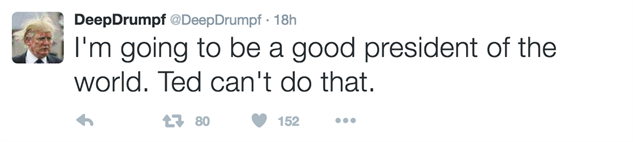 DeepDrumpf @DeepDrumpf · 18h
I'm going to be a good president of the
world. Ted can't do that.
80 152